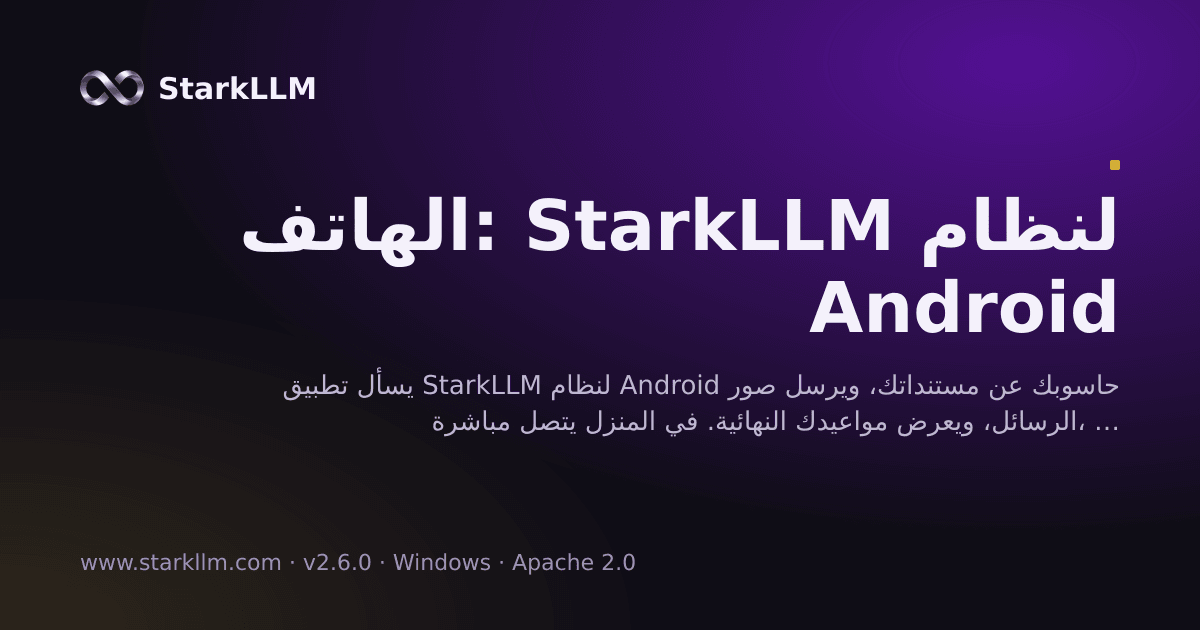 StarkLLM
الهاتف: StarkLLM لنظام
Android
يسأل تطبيق StarkLLM لنظام Android حاسوبك عن مستنداتك، ويرسل صور
الرسائل، ويعرض مواعيدك النهائية. في المنزل يتصل مباشرة، …
www.starkllm.com · v2.6.0 · Windows · Apache 2.0